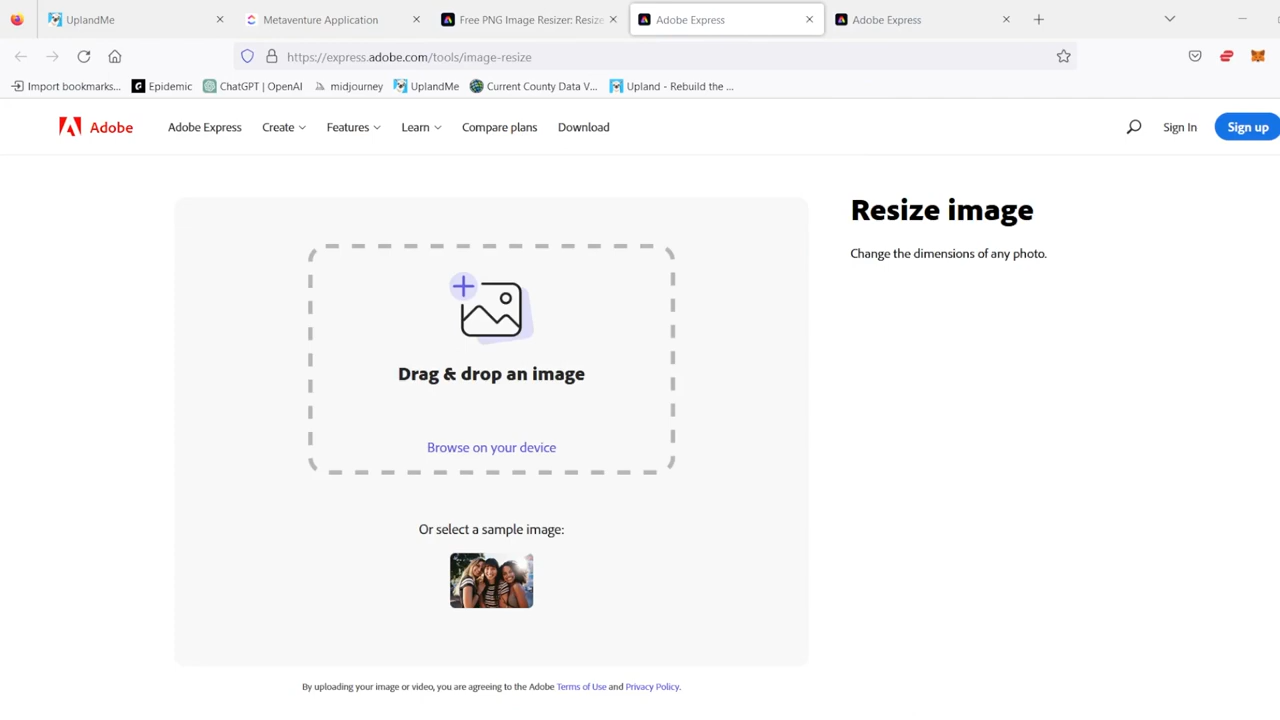 UplandMe
Metaventure Application
Free PNG Image Resizer: Resize
Adobe Express
Adobe Express
https://express.adobe.com/tools/image-resize
Import bookmarks...
Epidemic
ChatGPT | OpenAI
midjourney
UplandMe
Current County Data V...
Upland - Rebuild the ...
Adobe
Adobe Express
Create
Features
Learn
Compare plans
Download
Sign In
Sign up
Resize image
Change the dimensions of any photo.
Drag & drop an image
Browse on your device
Or select a sample image:
By uploading your image or video, you are agreeing to the Adobe Terms of Use and Privacy Policy.